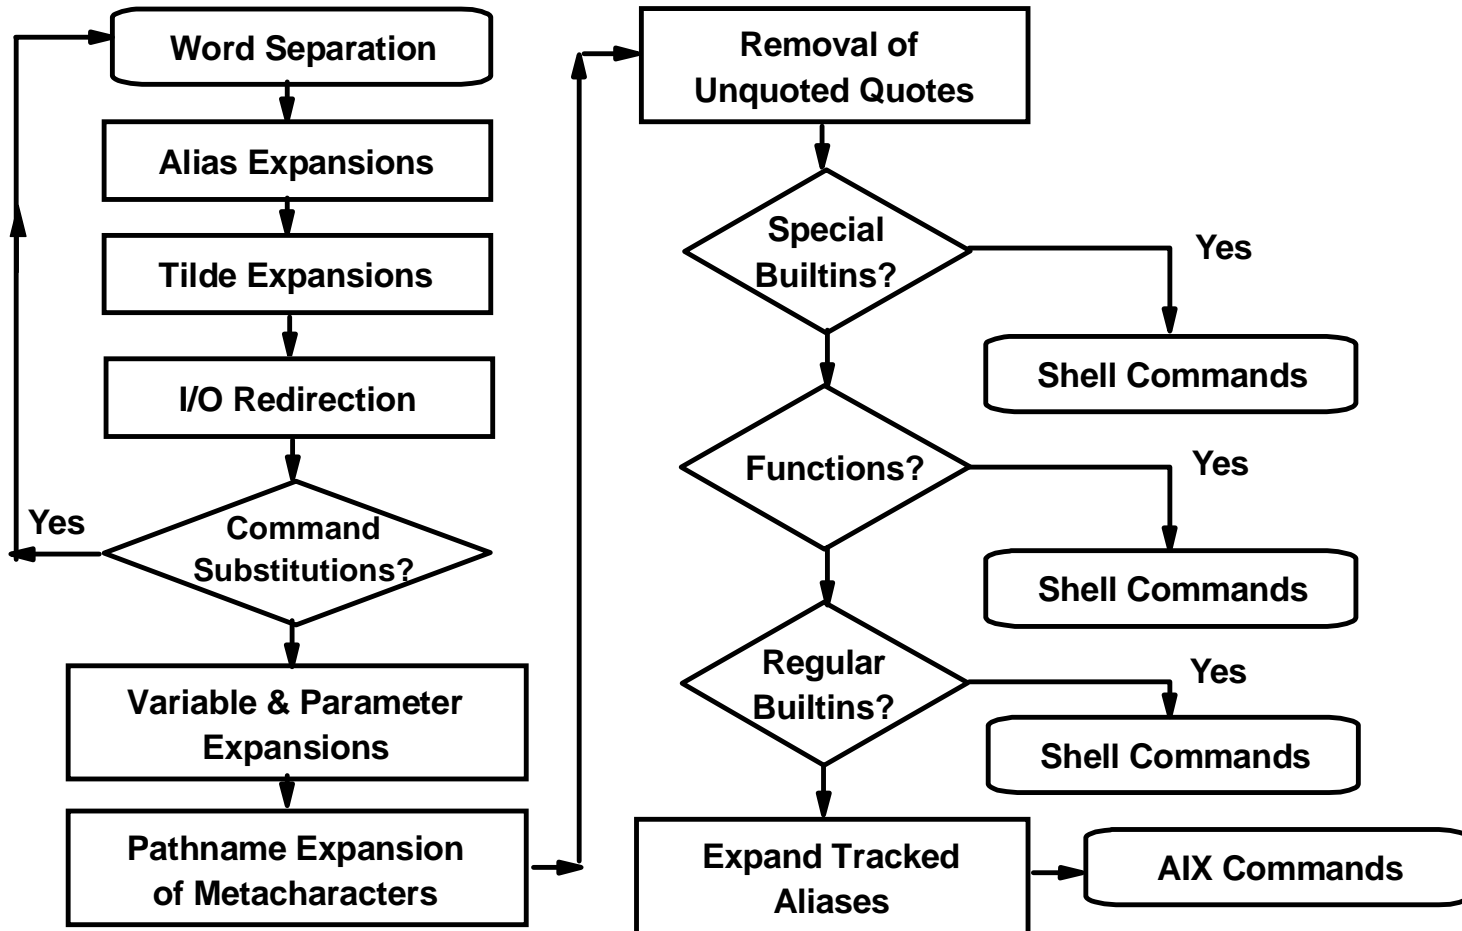 Word Separation
Alias Expansions
Tilde Expansions
I/O Redirection
Yes
Command
Substitutions?
Variable & Parameter
Expansions
Pathname Expansion
of Metacharacters
Removal of
Unquoted Quotes
Special
Builtins?
Yes
Shell Commands
Functions?
Yes
Shell Commands
Regular
Builtins?
Yes
Shell Commands
Expand Tracked
Aliases
AIX Commands